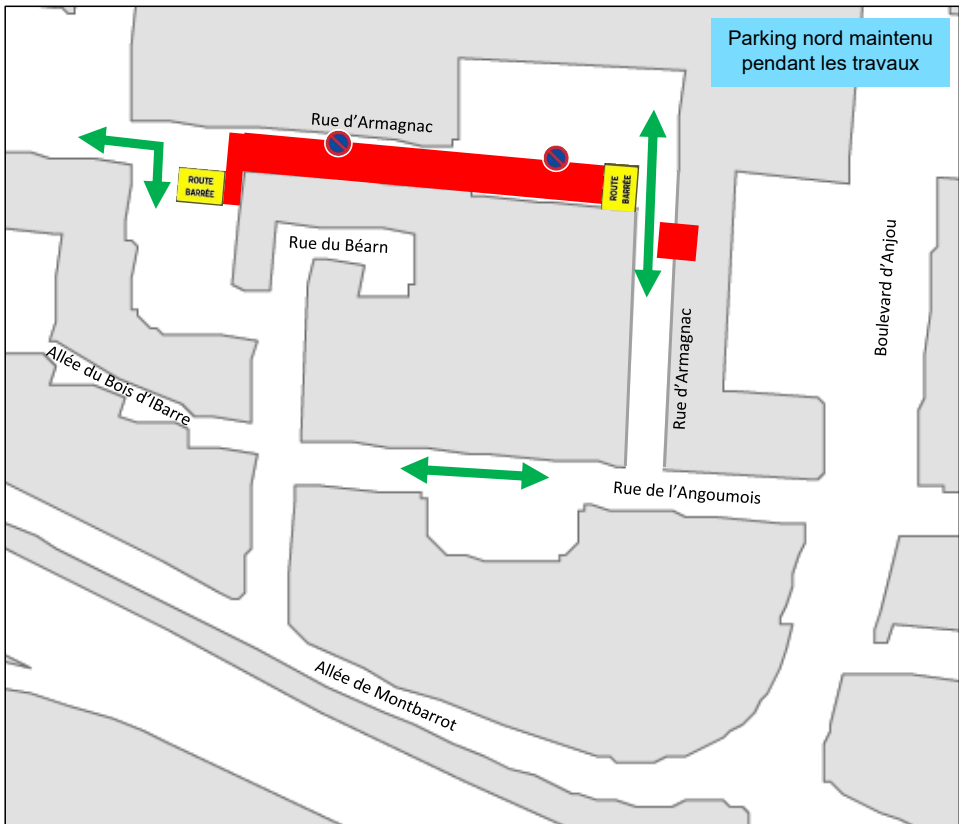 Parking nord maintenu
pendant les travaux
Rue d’Armagnac
ROUTE
BARRÉE
ROUTE
BARRÉE
Rue du Béarn
Boulevard d’Anjou
Rue d’Armagnac
Allée du Bois d’IBarre
Rue de l’Angoumois
Allée de Montbarrot